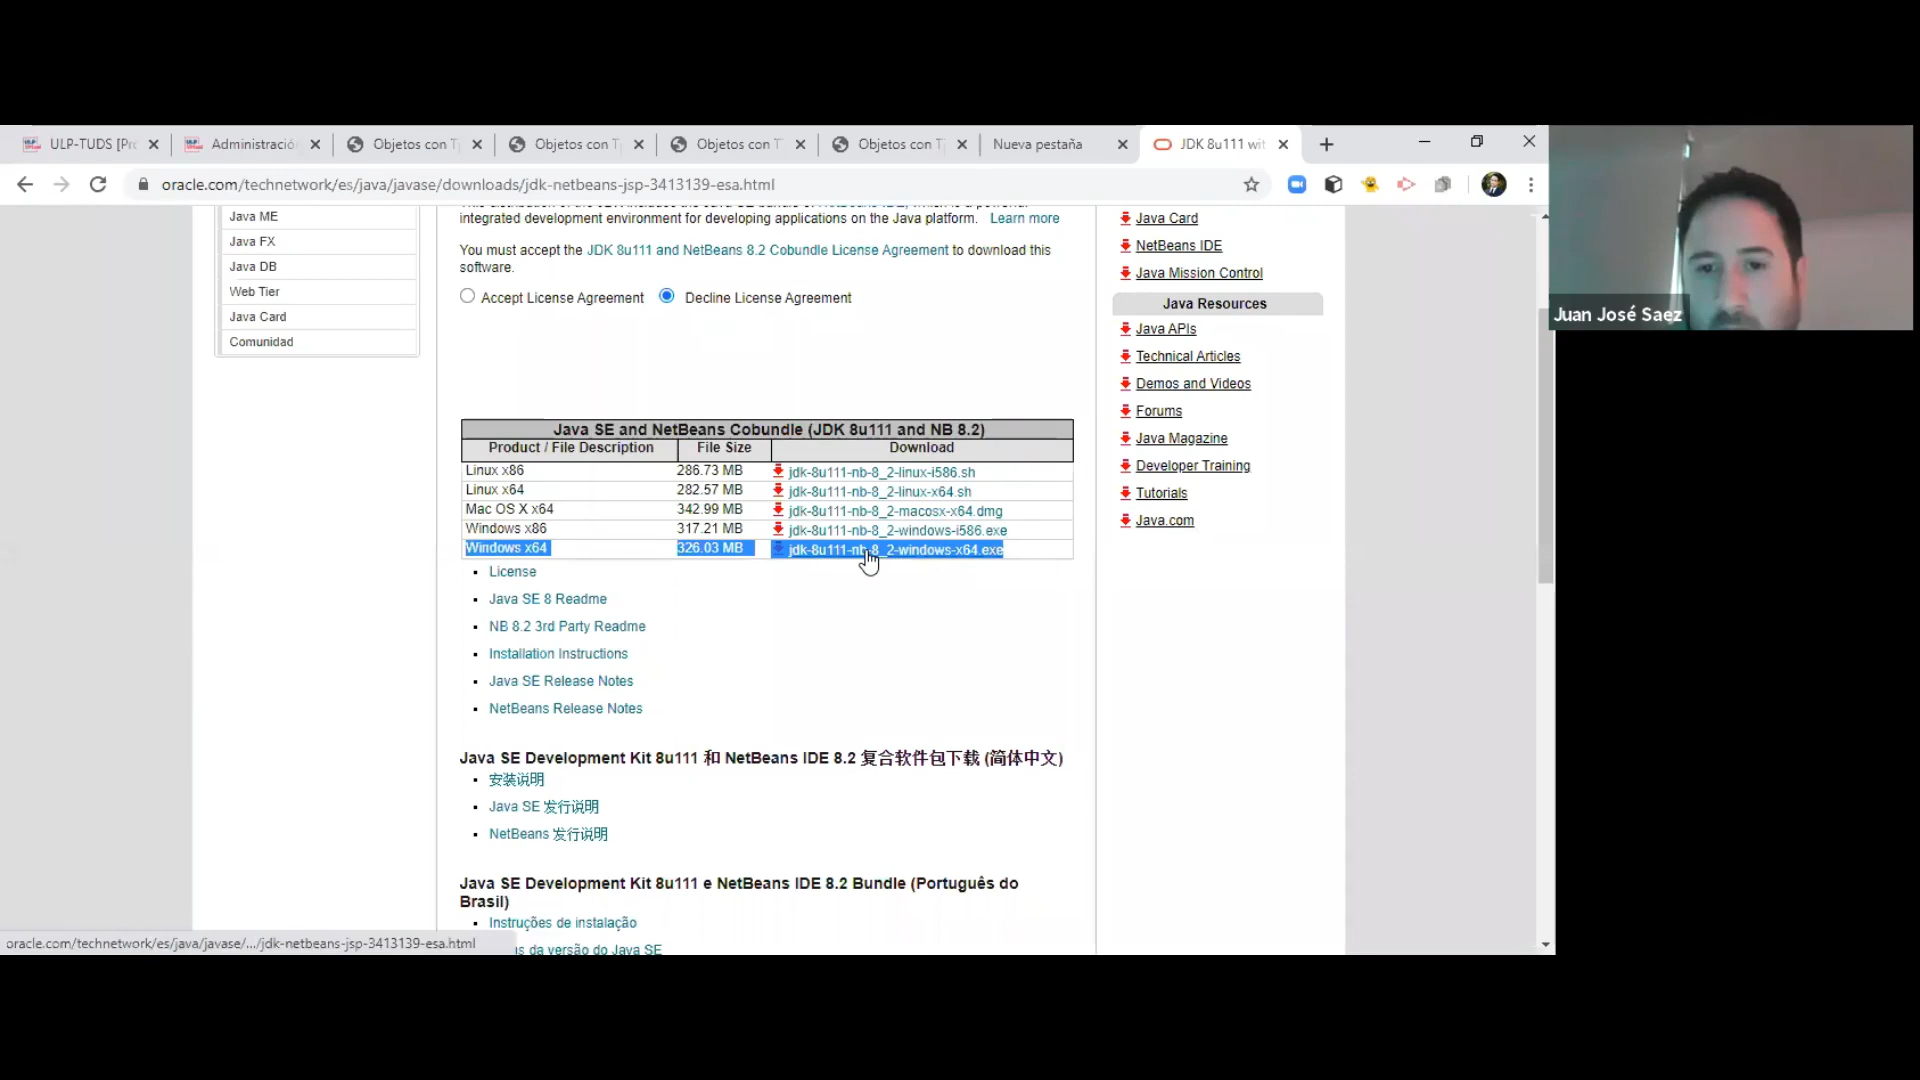 ULP-TUDS [Pr
Administració
Objetos con T
Objetos con T
Objetos con T
Objetos con T
Nueva pestaña
JDK 8u111 wit
oracle.com/technetwork/es/java/javase/downloads/jdk-netbeans-jsp-3413139-esa.html
Java ME
Java FX
Java DB
Web Tier
Java Card
Comunidad
integrated development environment for developing applications on the Java platform. Learn more
You must accept the JDK 8u111 and NetBeans 8.2 Cobundle License Agreement to download this
software.
Accept License Agreement Decline License Agreement
Java SE and NetBeans Cobundle (JDK 8u111 and NB 8.2)
Product / File Description File Size Download
Linux x86 286.73 MB jdk-8u111-nb-8_2-linux-i586.sh
Linux x64 282.57 MB jdk-8u111-nb-8_2-linux-x64.sh
Mac OS X x64 342.99 MB jdk-8u111-nb-8_2-macosx-x64.dmg
Windows x86 317.21 MB jdk-8u111-nb-8_2-windows-i586.exe
Windows x64 326.03 MB jdk-8u111-nb-8_2-windows-x64.exe
License
Java SE 8 Readme
NB 8.2 3rd Party Readme
Installation Instructions
Java SE Release Notes
NetBeans Release Notes
Java SE Development Kit 8u111 和 NetBeans IDE 8.2 复合软件包下载 (简体中文)
安装说明
Java SE 发行说明
NetBeans 发行说明
Java SE Development Kit 8u111 e NetBeans IDE 8.2 Bundle (Português do
Brasil)
Instruções de instalação
da versão do Java SE
oracle.com/technetwork/es/java/javase/.../jdk-netbeans-jsp-3413139-esa.html
Java Card
NetBeans IDE
Java Mission Control
Java Resources
Java APIs
Technical Articles
Demos and Videos
Forums
Java Magazine
Developer Training
Tutorials
Java.com
Juan José Saez